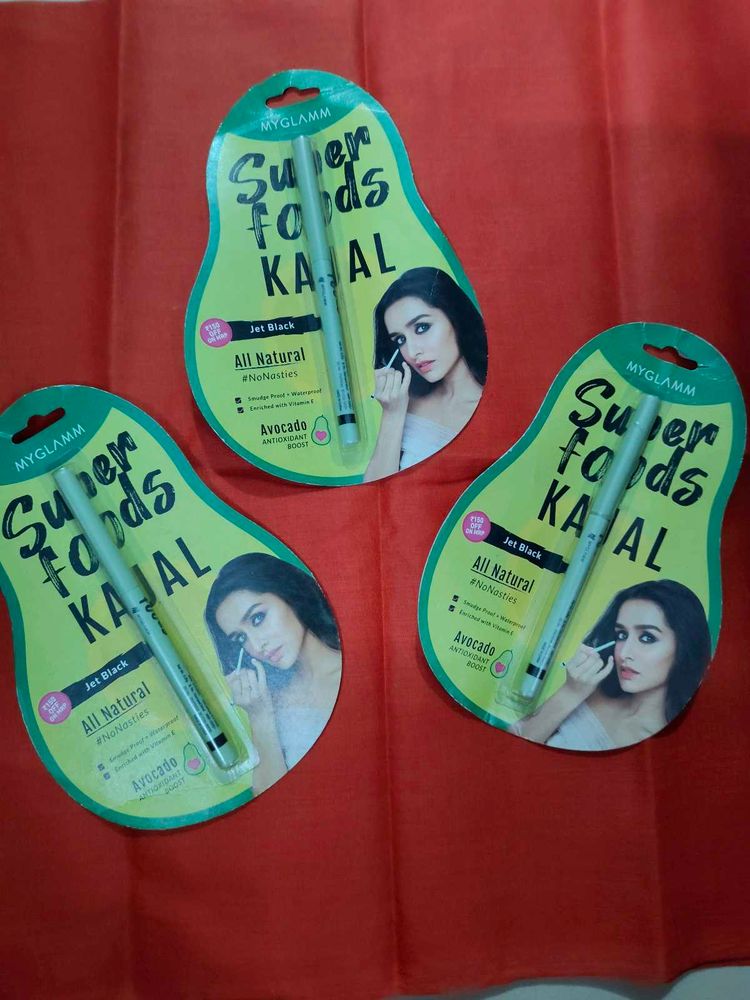 MYGLAMM
Super
foods
KAJAL
₹150
OFF
ON MRP
Jet Black
All Natural
#NoNasties
Smudge Proof + Waterproof
Enriched with Vitamin E
Avocado
ANTIOXIDANT
BOOST
MYGLAMM
Super
foods
KAJAL
₹150
OFF
ON MRP
Jet Black
All Natural
#NoNasties
Smudge Proof + Waterproof
Enriched with Vitamin E
Avocado
ANTIOXIDANT
BOOST
MYGLAMM
Super
foods
KAJAL
₹150
OFF
ON MRP
Jet Black
All Natural
#NoNasties
Smudge Proof + Waterproof
Enriched with Vitamin E
Avocado
ANTIOXIDANT
BOOST